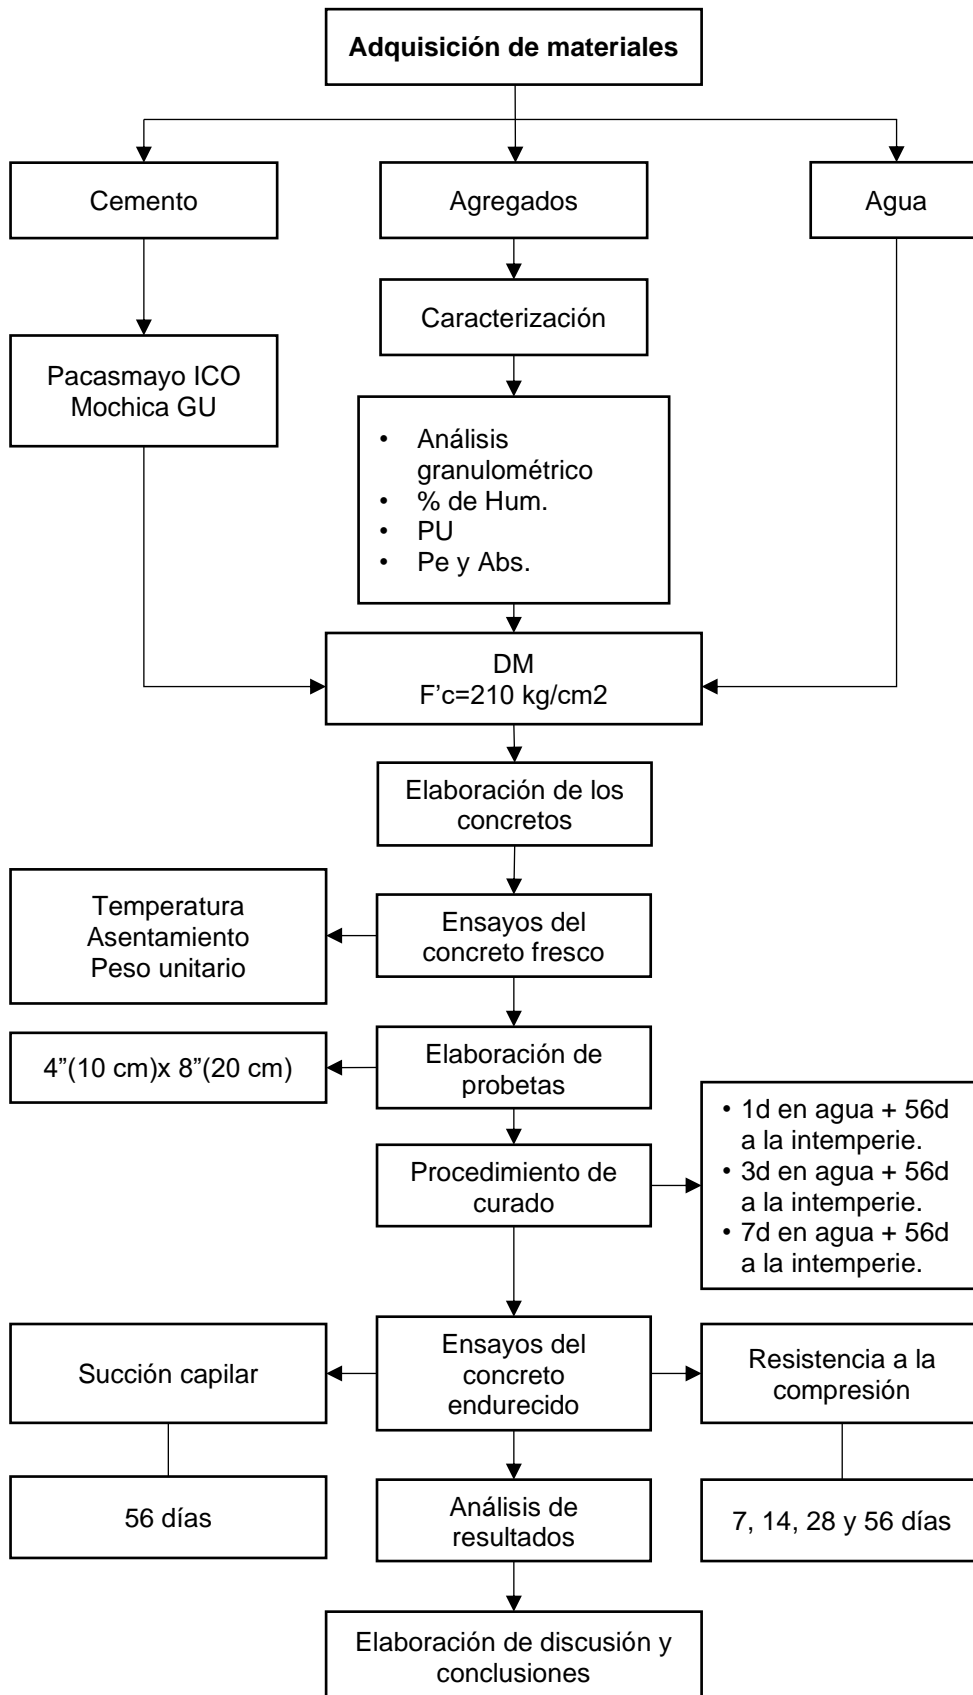 Adquisición de materiales
Cemento
Agregados
Agua
Caracterización
Pacasmayo ICO
Mochica GU
• Análisis
granulométrico
• % de Hum.
• PU
• Pe y Abs.
DM
F’c=210 kg/cm2
Elaboración de los
concretos
Temperatura
Asentamiento
Peso unitario
Ensayos del
concreto fresco
4”(10 cm)x 8”(20 cm)
Elaboración de
probetas
Procedimiento de
curado
• 1d en agua + 56d
a la intemperie.
• 3d en agua + 56d
a la intemperie.
• 7d en agua + 56d
a la intemperie.
Succión capilar
Ensayos del
concreto
endurecido
Resistencia a la
compresión
56 días
Análisis de
resultados
7, 14, 28 y 56 días
Elaboración de discusión y
conclusiones